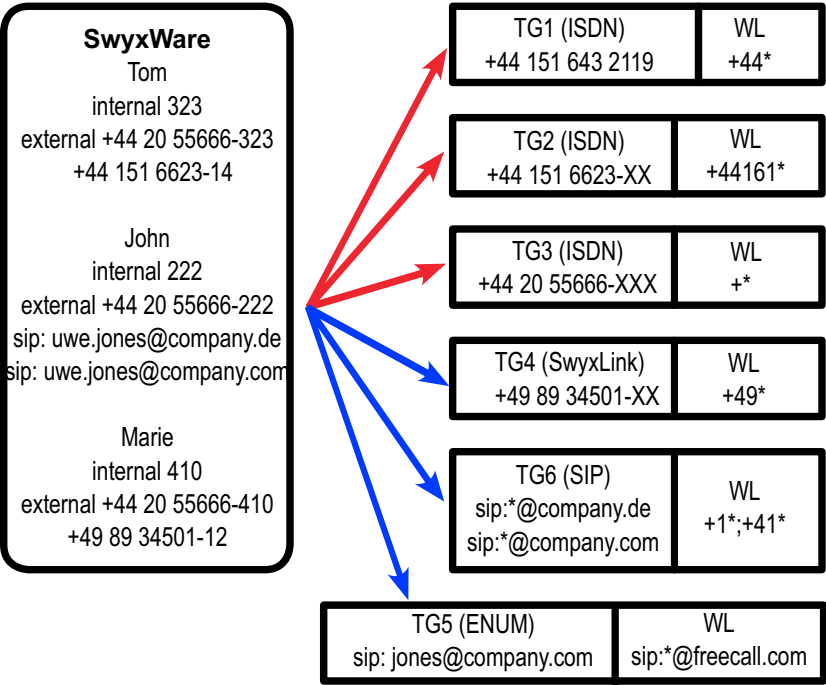 SwyxWare
Tom
internal 323
external +44 20 55666-323
+44 151 6623-14
John
internal 222
external +44 20 55666-222
sip: uwe.jones@company.de
sip: uwe.jones@company.com
Marie
internal 410
external +44 20 55666-410
+49 89 34501-12
TG1 (ISDN)
+44 151 643 2119
WL
+44*
TG2 (ISDN)
+44 151 6623-XX
WL
+44161*
TG3 (ISDN)
+44 20 55666-XXX
WL
+*
TG4 (SwyxLink)
+49 89 34501-XX
WL
+49*
TG6 (SIP)
sip:*@company.de
sip:*@company.com
WL
+1*;+41*
TG5 (ENUM)
sip: jones@company.com
WL
sip:*@freecall.com